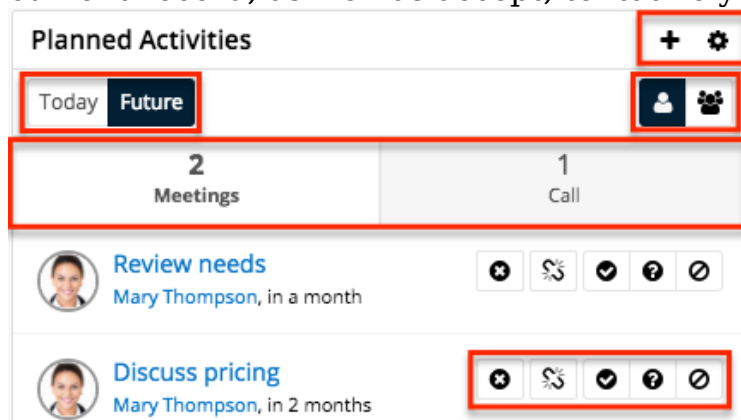 Planned Activities
Today Future
2 1
Meetings Call
Review needs
Mary Thompson, in a month
Discuss pricing
Mary Thompson, in 2 months